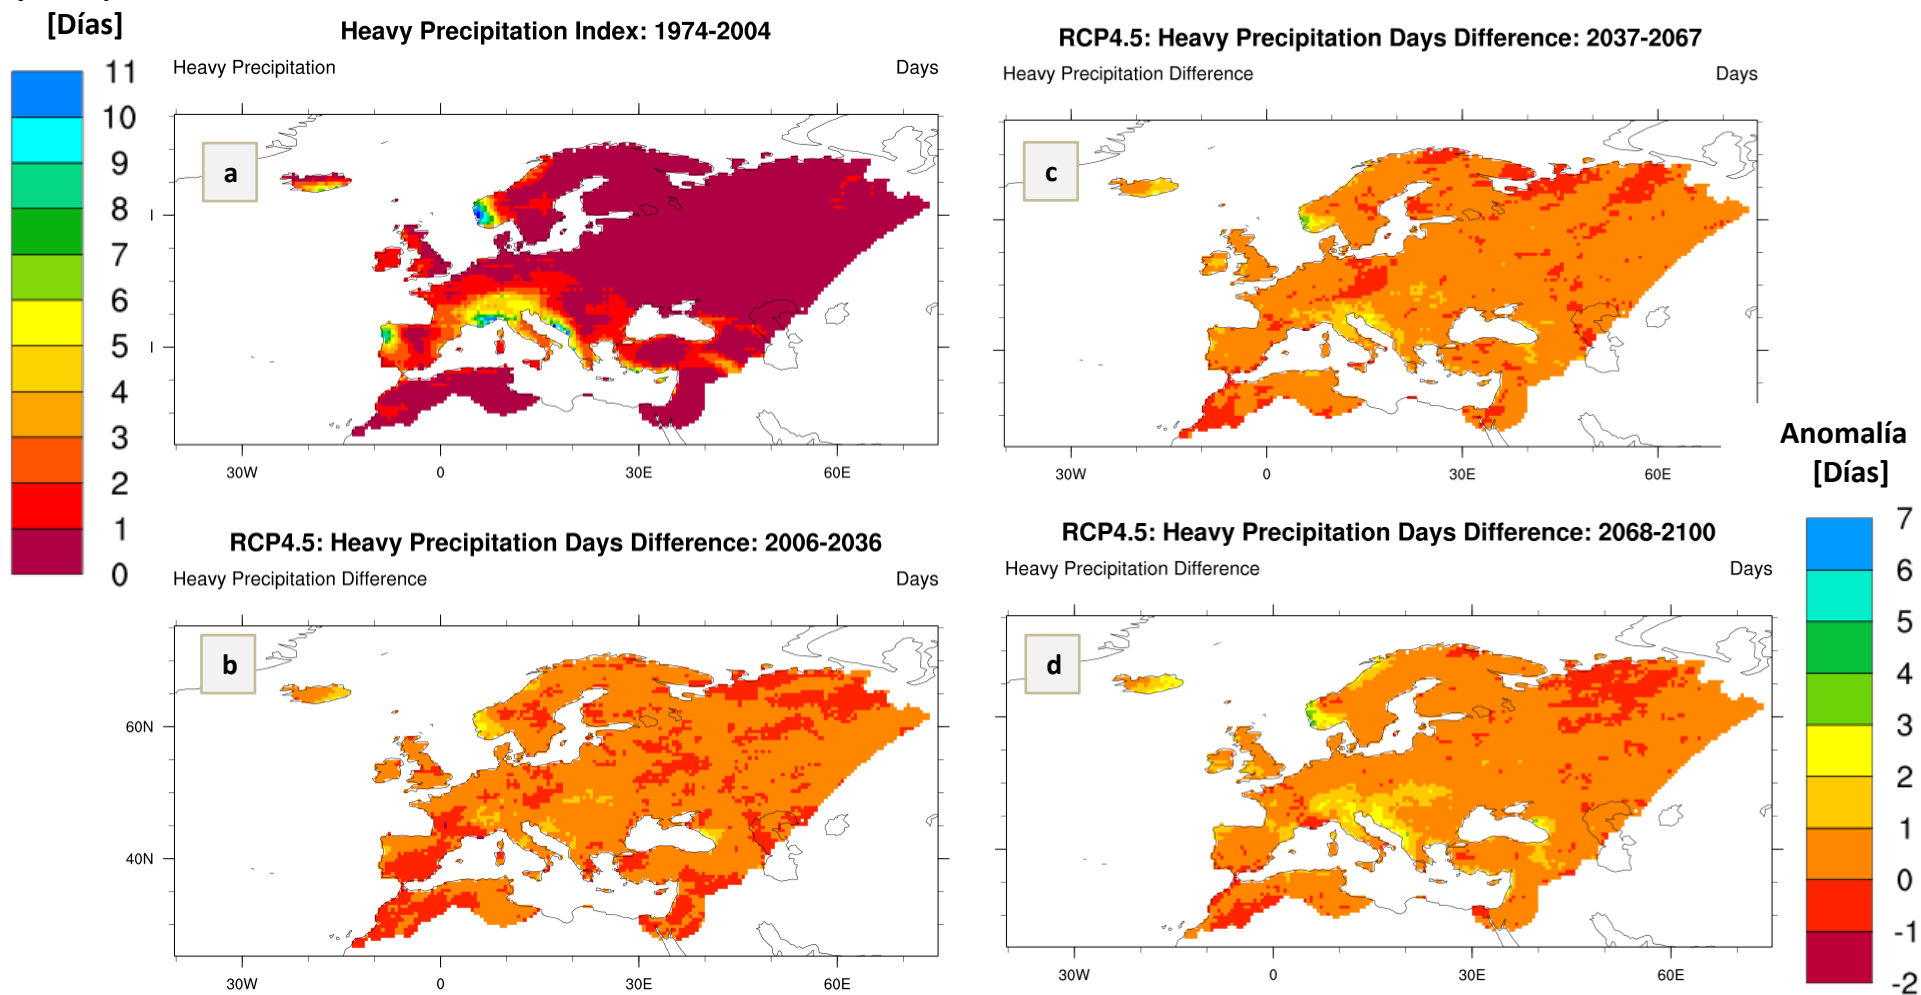 [Días]
11
10
9
8
7
6
5
4
3
2
1
0
Heavy Precipitation Index: 1974-2004
Heavy Precipitation Days
a
30W 0 30E 60E
RCP4.5: Heavy Precipitation Days Difference: 2037-2067
Heavy Precipitation Difference Days
c
30W 0 30E 60E
RCP4.5: Heavy Precipitation Days Difference: 2006-2036
Heavy Precipitation Difference Days
b
60N
40N
30W 0 30E 60E
RCP4.5: Heavy Precipitation Days Difference: 2068-2100
Heavy Precipitation Difference Days
d
30W 0 30E 60E
Anomalía
[Días]
7
6
5
4
3
2
1
0
-1
-2